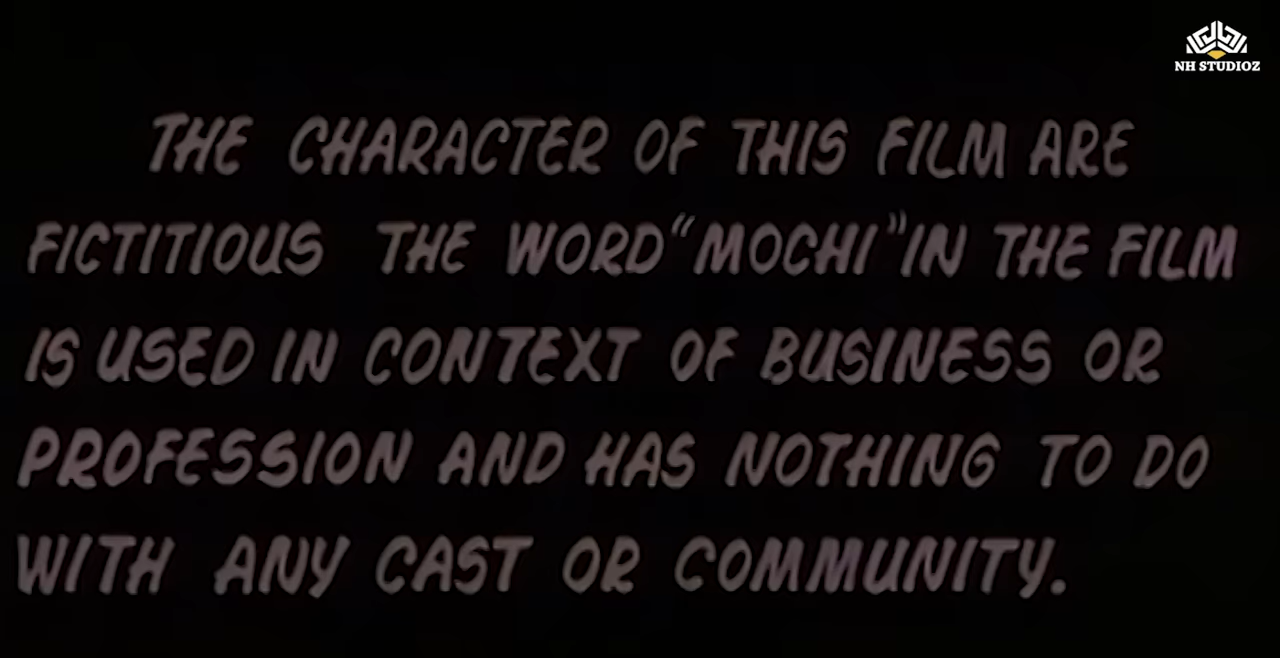 NH STUDIOZ
THE CHARACTER OF THIS FILM ARE
FICTITIOUS THE WORD "MOCHI" IN THE FILM
IS USED IN CONTEXT OF BUSINESS OR
PROFESSION AND HAS NOTHING TO DO
WITH ANY CAST OR COMMUNITY.